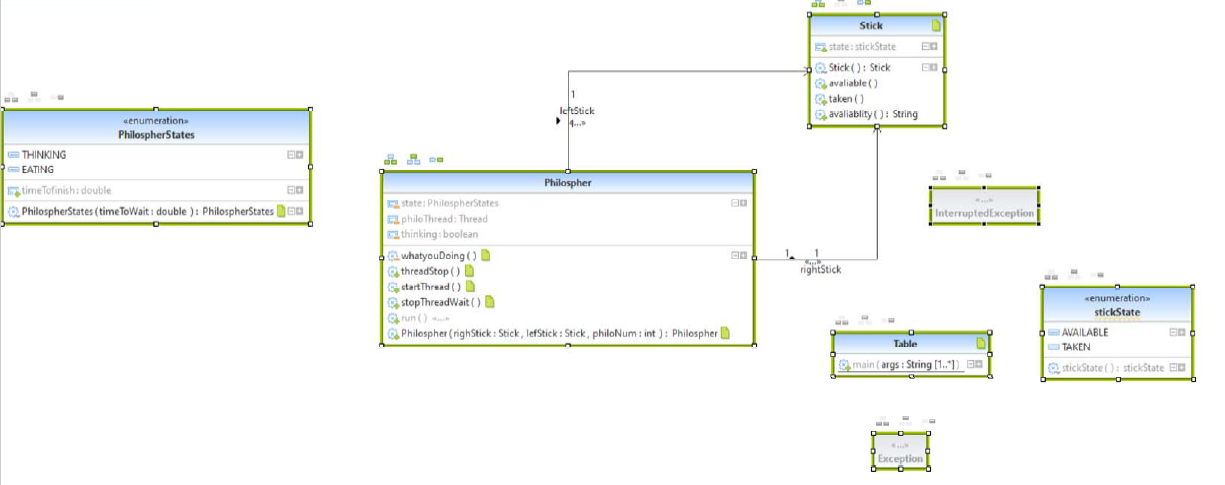 Stick
state : stickState
Stick ( ) : Stick
avaliable ( )
taken ( )
avaliablity ( ) : String
«enumeration»
PhilospherStates
THINKING
EATING
timeTofinish : double
PhilospherStates ( timeToWait : double ) : PhilospherStates
1
leftStick
«...»
Philospher
state : PhilospherStates
philoThread : Thread
thinking : boolean
whatyouDoing ( )
threadStop ( )
startThread ( )
stopThreadWait ( )
run ( ) «...»
Philospher ( righStick : Stick , lefStick : Stick , philoNum : int ) : Philospher
1 1
«...»
rightStick
«...»
InterruptedException
«enumeration»
stickState
AVAILABLE
TAKEN
stickState ( ) : stickState
Table
main ( args : String [1..*] )
«...»
Exception